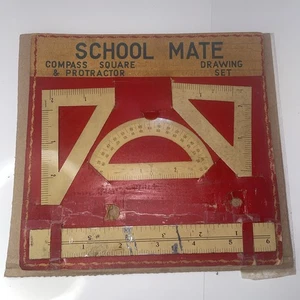 SCHOOL MATE
COMPASS SQUARE
& PROTRACTOR
DRAWING
SET